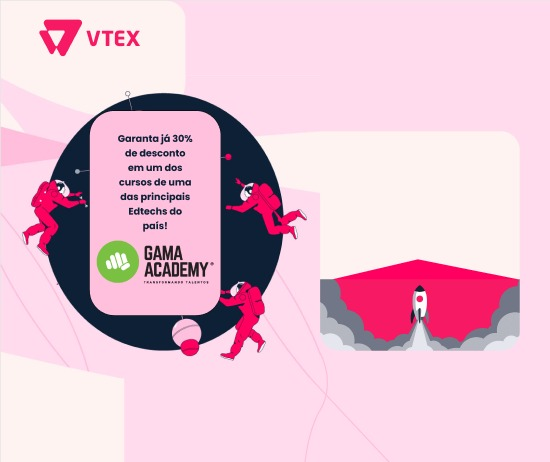 VTEX
Garanta já 30%
de desconto
em um dos
cursos de uma
das principais
Edtechs do
país!
GAMA
ACADEMY®
TRANSFORMANDO TALENTOS